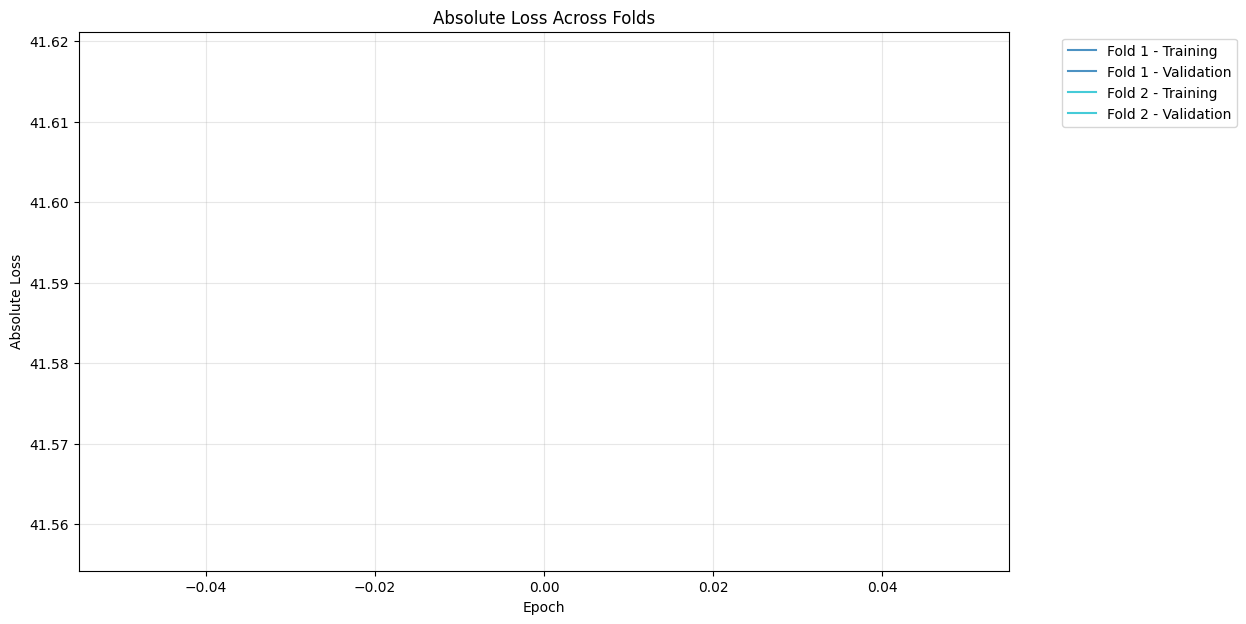 Absolute Loss Across Folds
41.62
41.61
41.60
41.59
41.58
41.57
41.56
Absolute Loss
−0.04
−0.02
0.00
0.02
0.04
Epoch
Fold 1 - Training
Fold 1 - Validation
Fold 2 - Training
Fold 2 - Validation